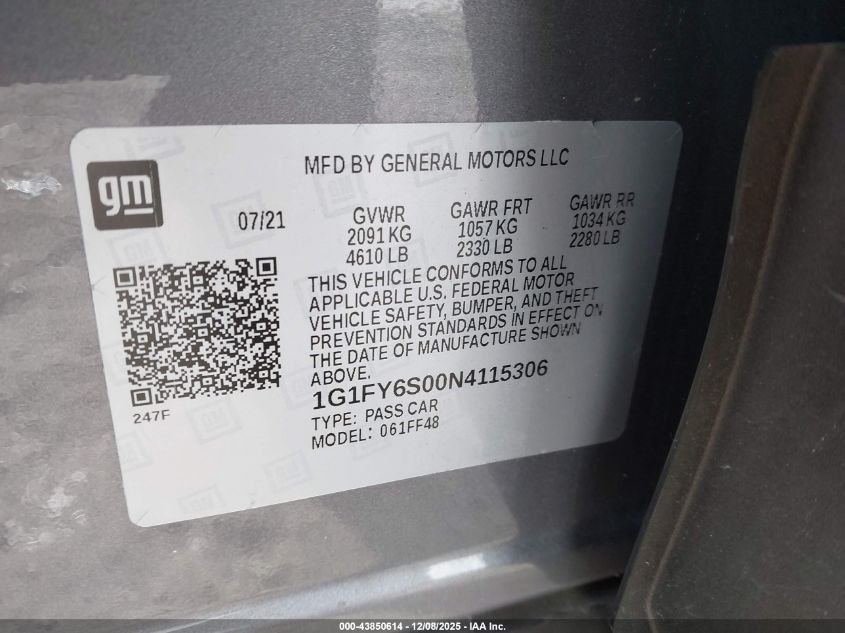 gm
MFD BY GENERAL MOTORS LLC
07/21
GVWR
2091 KG
4610 LB
GAWR FRT
1057 KG
2330 LB
GAWR RR
1034 KG
2280 LB
THIS VEHICLE CONFORMS TO ALL
APPLICABLE U.S. FEDERAL MOTOR
VEHICLE SAFETY, BUMPER, AND THEFT
PREVENTION STANDARDS IN EFFECT ON
THE DATE OF MANUFACTURE SHOWN
ABOVE.
1G1FY6S00N4115306
TYPE: PASS CAR
MODEL: 061FF48
247F
000-43850614 - 12/08/2025 - IAA Inc.